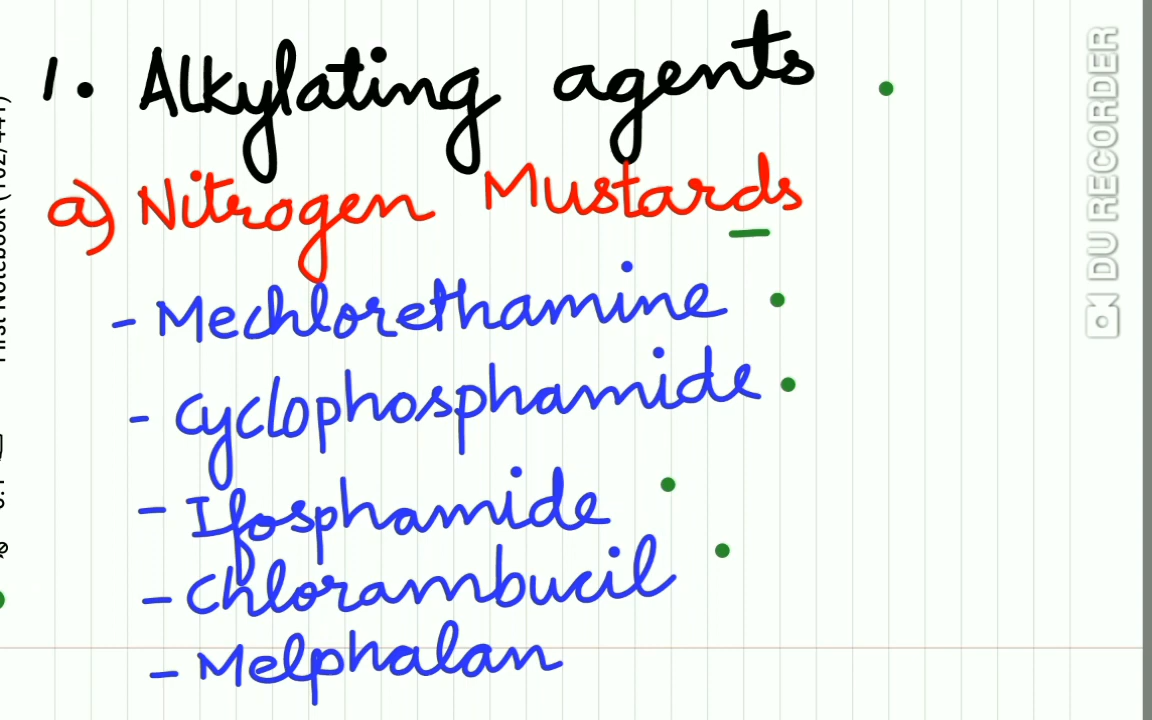 1. Alkylating agents
a) Nitrogen Mustards
- Mechlorethamine
- Cyclophosphamide
- Ifosphamide
- Chlorambucil
- Melphalan
DU RECORDER